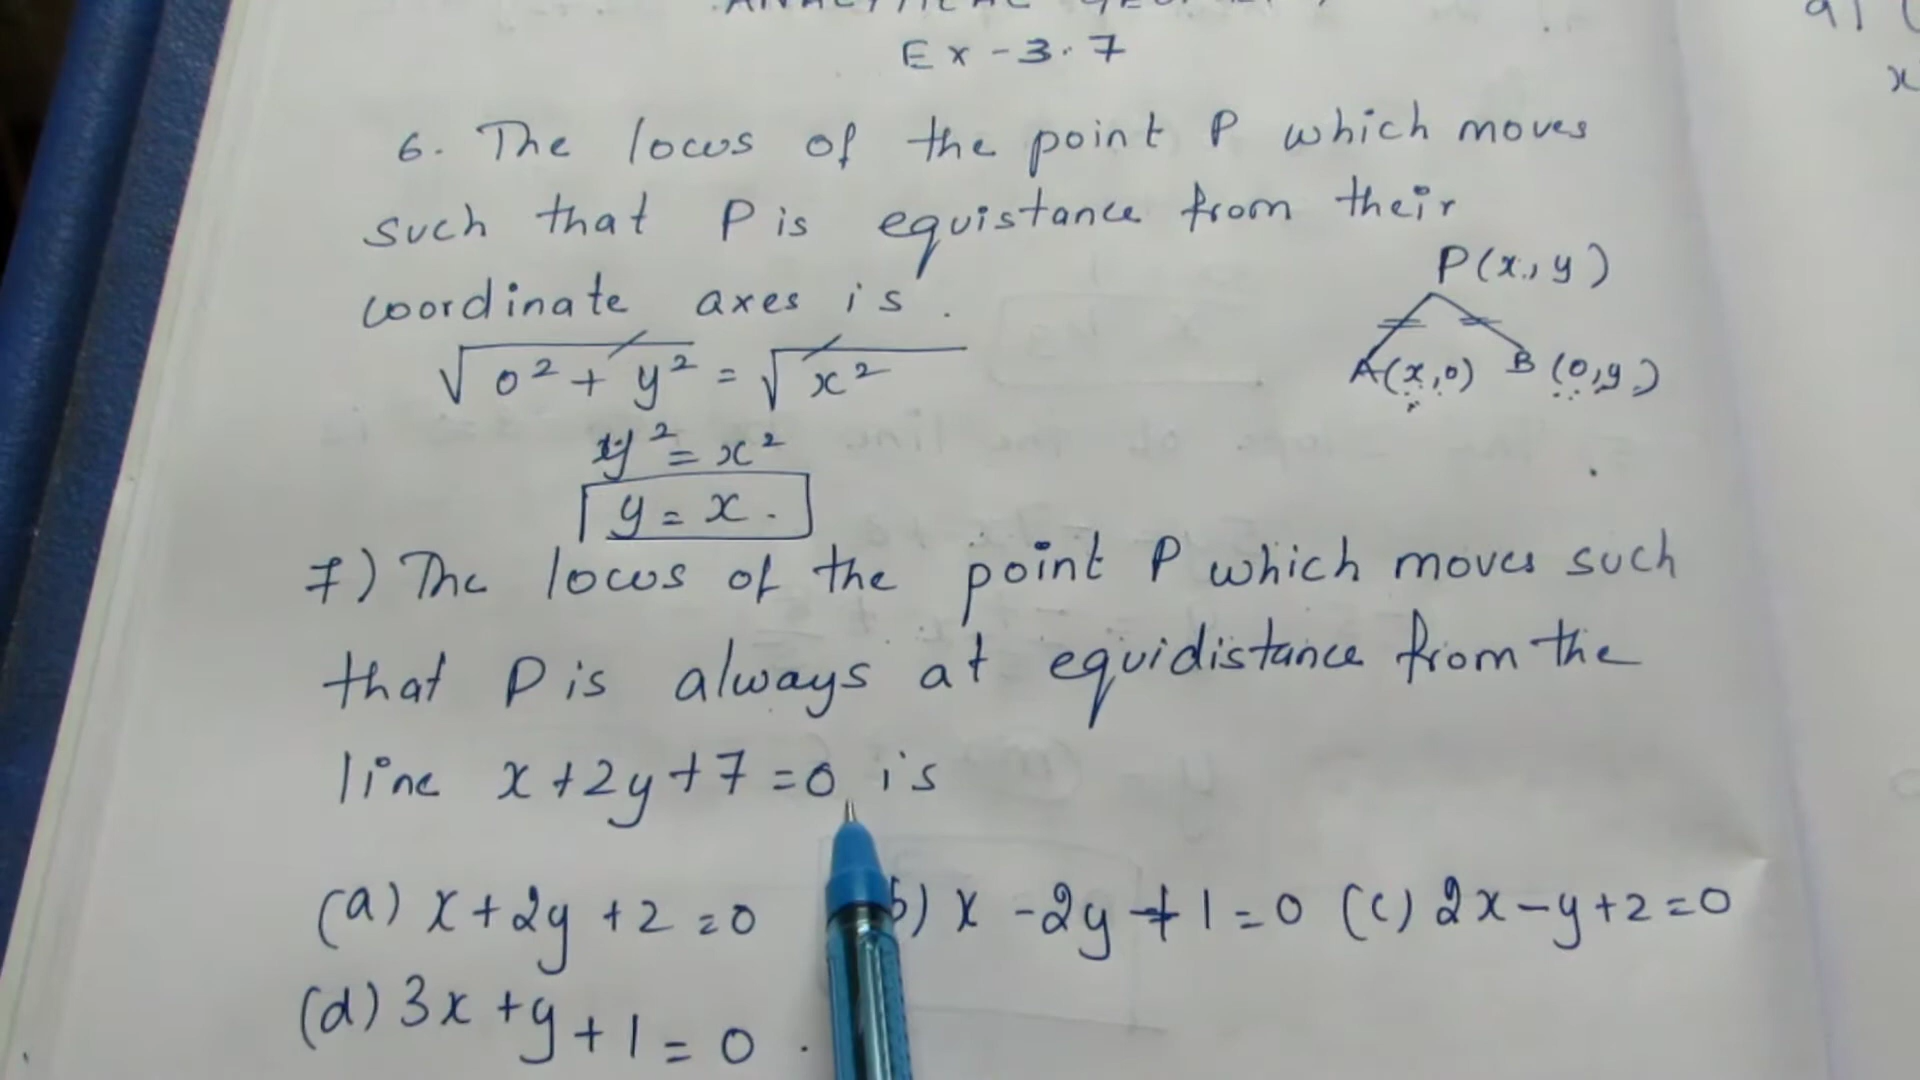 Ex-3.7
6. The locus of the point P which moves
such that P is equistance from their
coordinate axes is.
P(x, y)
√0² + y² = √x²
A(x,0) B (0,y)
y² = x²
y = x.
7) The locus of the point P which moves such
that P is always at equidistance from the
line x+2y+7=0 is
(a) x+2y+2=0 b) x-2y+1=0 (c) 2x-y+2=0
(d) 3x+y+1=0.